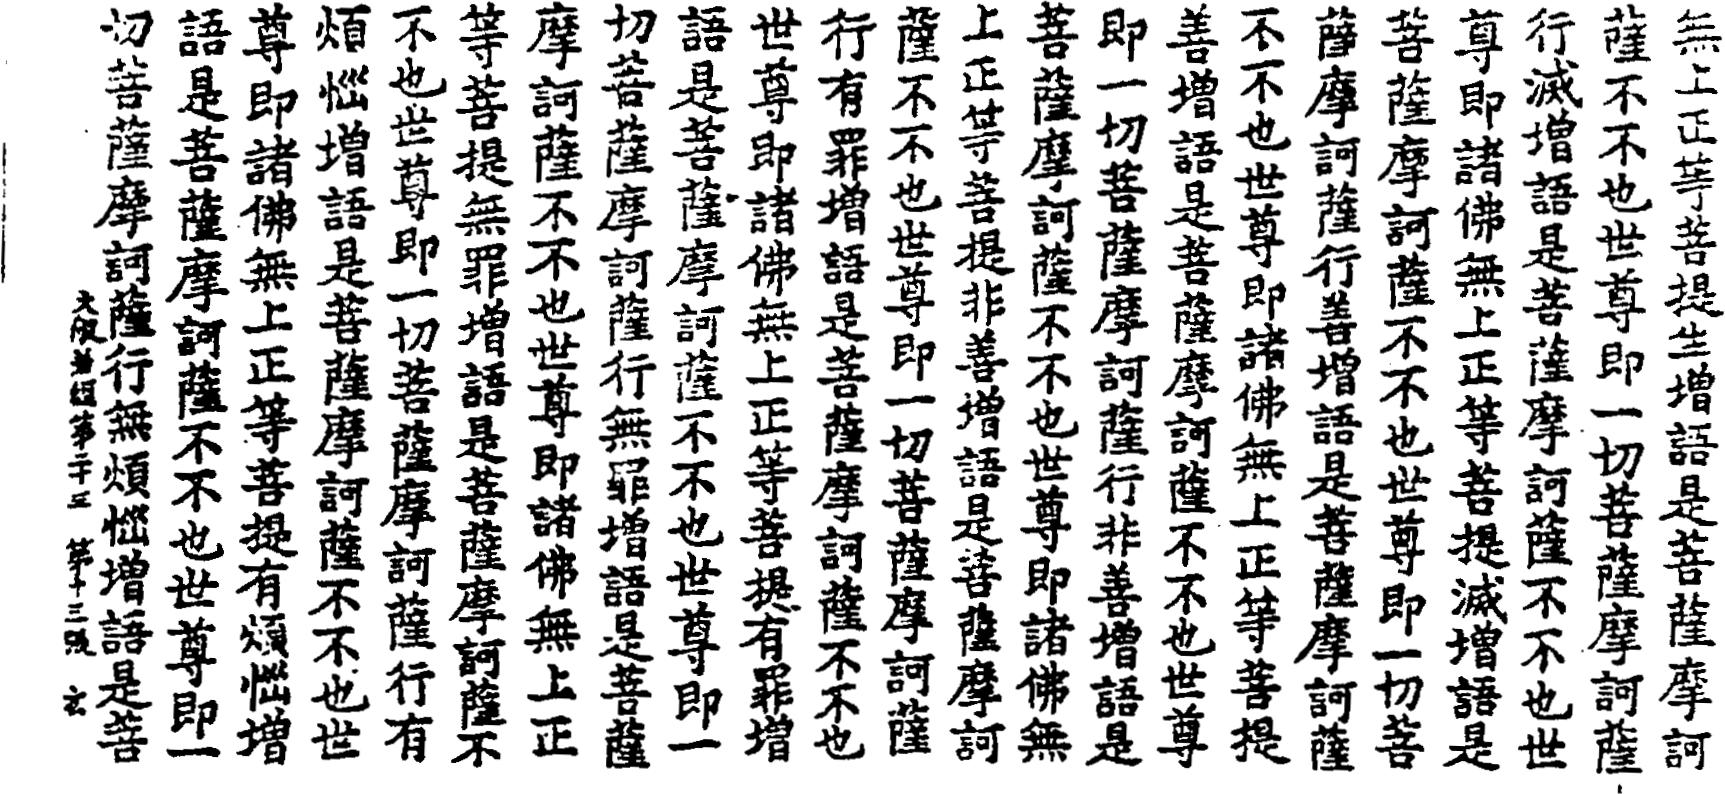 無上正等菩提生增語是菩薩摩訶
薩不不也世尊即一切菩薩摩訶薩
行滅增語是菩薩摩訶薩不不也世
尊即諸佛無上正等菩提滅增語是
菩薩摩訶薩不不也世尊即一切菩
薩摩訶薩行善增語是菩薩摩訶薩
不不也世尊即諸佛無上正等菩提
善增語是菩薩摩訶薩不不也世尊
即一切菩薩摩訶薩行非善增語是
菩薩摩訶薩不不也世尊即諸佛無
上正等菩提非善增語是菩薩摩訶
薩不不也世尊即一切菩薩摩訶薩
行有罪增語是菩薩摩訶薩不不也
世尊即諸佛無上正等菩提有罪增
語是菩薩摩訶薩不不也世尊即一
切菩薩摩訶薩行無罪增語是菩薩
摩訶薩不不也世尊即諸佛無上正
等菩提無罪增語是菩薩摩訶薩不
不也世尊即一切菩薩摩訶薩行有
煩惱增語是菩薩摩訶薩不不也世
尊即諸佛無上正等菩提有煩惱增
語是菩薩摩訶薩不不也世尊即一
切菩薩摩訶薩行無煩惱增語是菩
大般若經第二十五 第十三張 玄